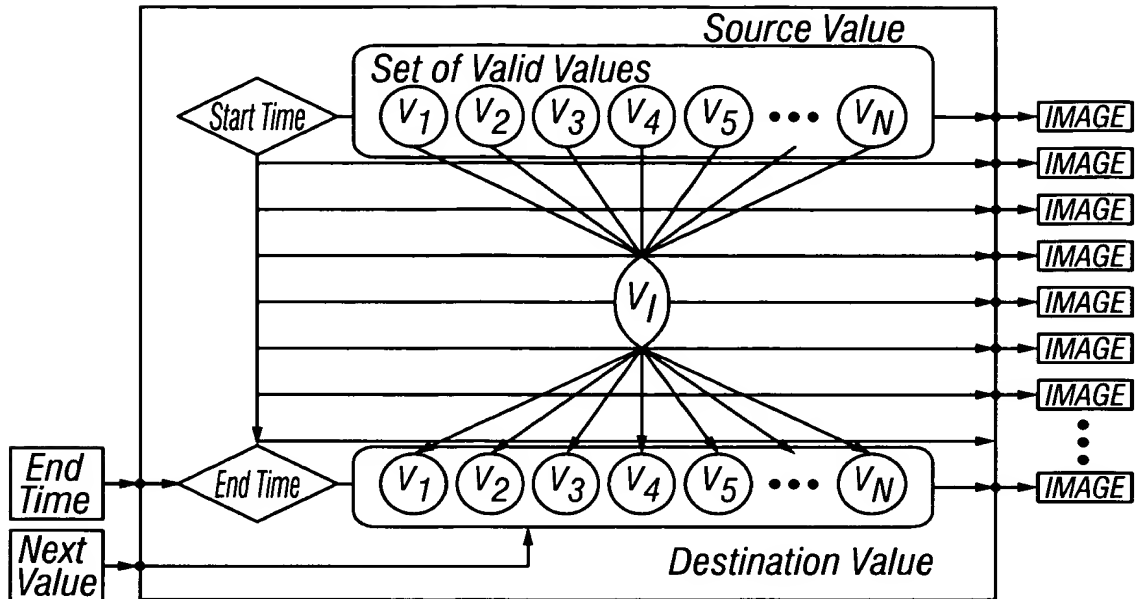 Source Value
Set of Valid Values
Start Time
V1 V2 V3 V4 V5 ••• VN
IMAGE
IMAGE
IMAGE
IMAGE
VI
IMAGE
IMAGE
IMAGE
End Time
End Time
V1 V2 V3 V4 V5 ••• VN
IMAGE
Next Value
Destination Value